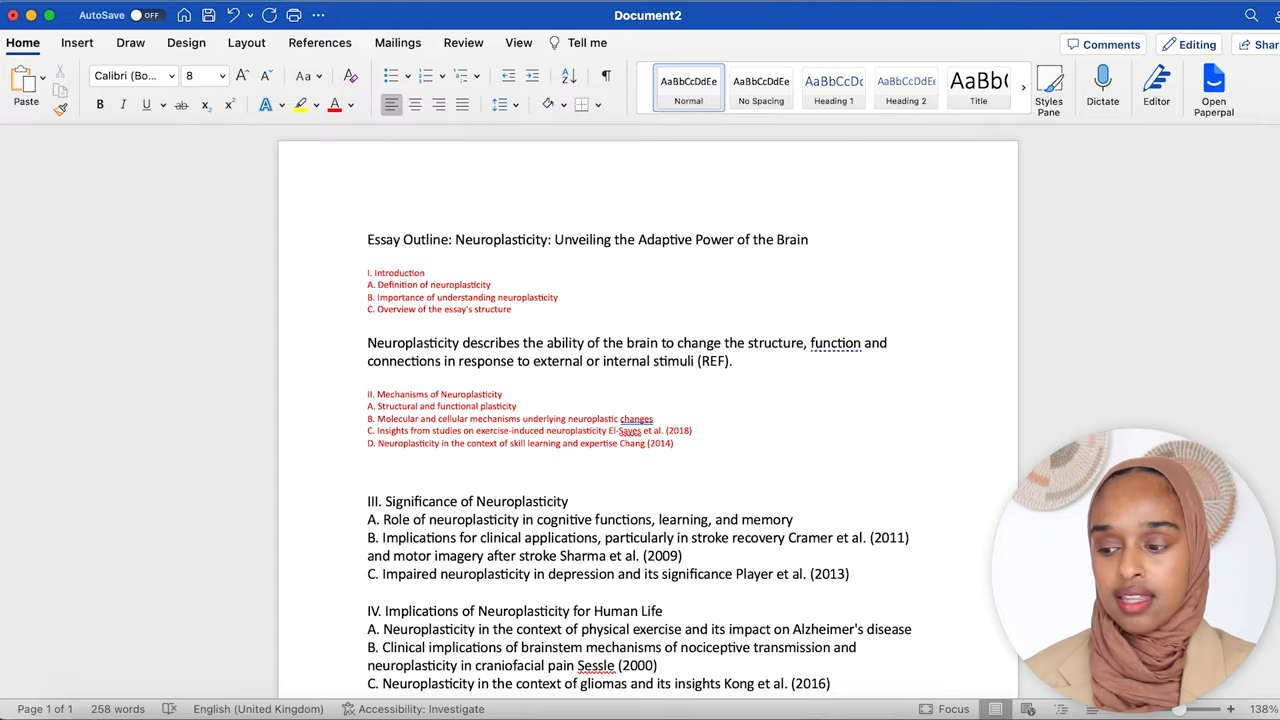 AutoSave OFF Document2
Home Insert Draw Design Layout References Mailings Review View Tell me Comments Editing Shar
Paste Calibri (Bo... 8 Aa AaBbCcDdEe AaBbCcDdEe AaBbCcDc AaBbCcDdEe AaBbC
Normal No Spacing Heading 1 Heading 2 Title Styles Pane Dictate Editor Open Paperpal
Essay Outline: Neuroplasticity: Unveiling the Adaptive Power of the Brain
I. Introduction
A. Definition of neuroplasticity
B. Importance of understanding neuroplasticity
C. Overview of the essay's structure
Neuroplasticity describes the ability of the brain to change the structure, function and
connections in response to external or internal stimuli (REF).
II. Mechanisms of Neuroplasticity
A. Structural and functional plasticity
B. Molecular and cellular mechanisms underlying neuroplastic changes
C. Insights from studies on exercise-induced neuroplasticity El-Sayes et al. (2018)
D. Neuroplasticity in the context of skill learning and expertise Chang (2014)
III. Significance of Neuroplasticity
A. Role of neuroplasticity in cognitive functions, learning, and memory
B. Implications for clinical applications, particularly in stroke recovery Cramer et al. (2011)
and motor imagery after stroke Sharma et al. (2009)
C. Impaired neuroplasticity in depression and its significance Player et al. (2013)
IV. Implications of Neuroplasticity for Human Life
A. Neuroplasticity in the context of physical exercise and its impact on Alzheimer's disease
B. Clinical implications of brainstem mechanisms of nociceptive transmission and
neuroplasticity in craniofacial pain Sessle (2000)
C. Neuroplasticity in the context of gliomas and its insights Kong et al. (2016)
Page 1 of 1 258 words English (United Kingdom) Accessibility: Investigate Focus 138%